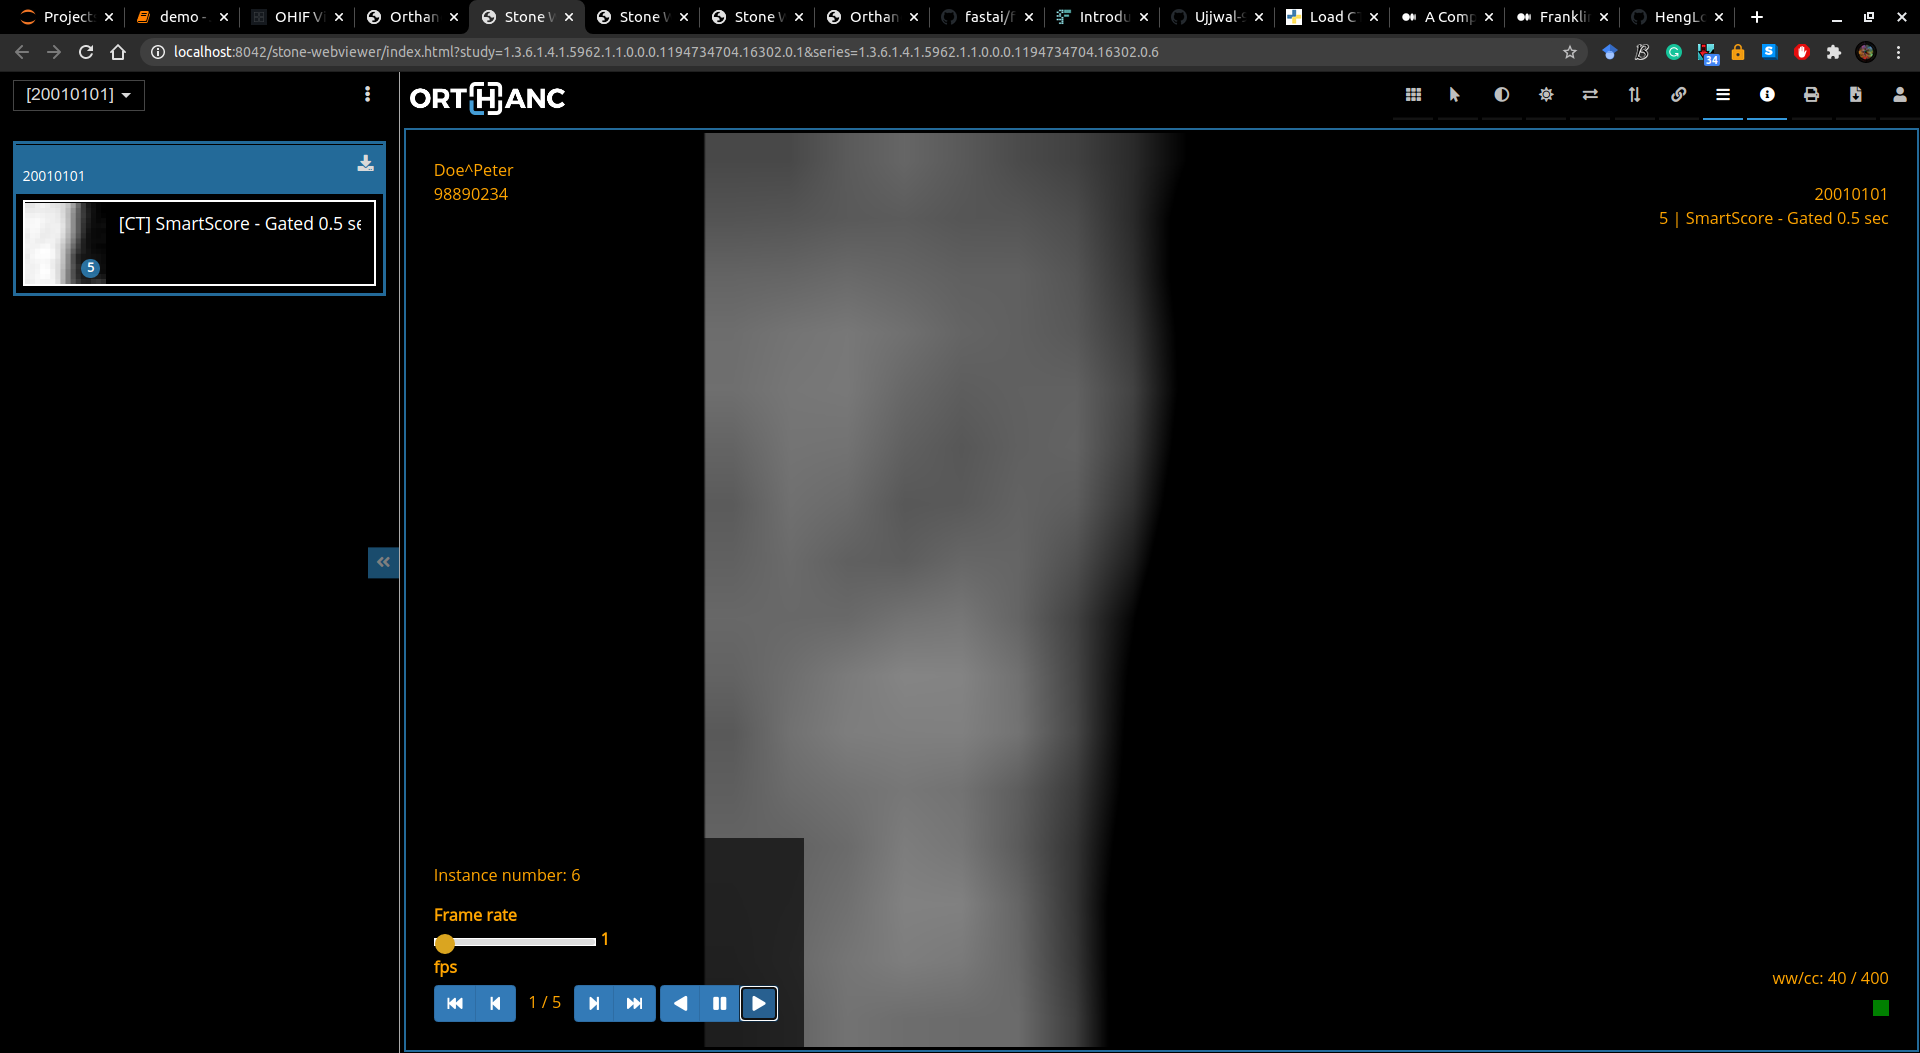 Project
demo -
OHIF V
Orthan
Stone V
Stone V
Stone V
Orthan
fastai/f
Introdu
Ujjwal-
Load C
A Comp
Frankli
HengLo
localhost:8042/stone-webviewer/index.html?study=1.3.6.1.4.1.5962.1.1.0.0.0.1194734704.16302.0.1&series=1.3.6.1.4.1.5962.1.1.0.0.0.1194734704.16302.0.6
34
[20010101]
ORTHANC
20010101
[CT] SmartScore - Gated 0.5 se
5
Doe^Peter
98890234
20010101
5 | SmartScore - Gated 0.5 sec
Instance number: 6
Frame rate
1
fps
1 / 5
ww/cc: 40 / 400